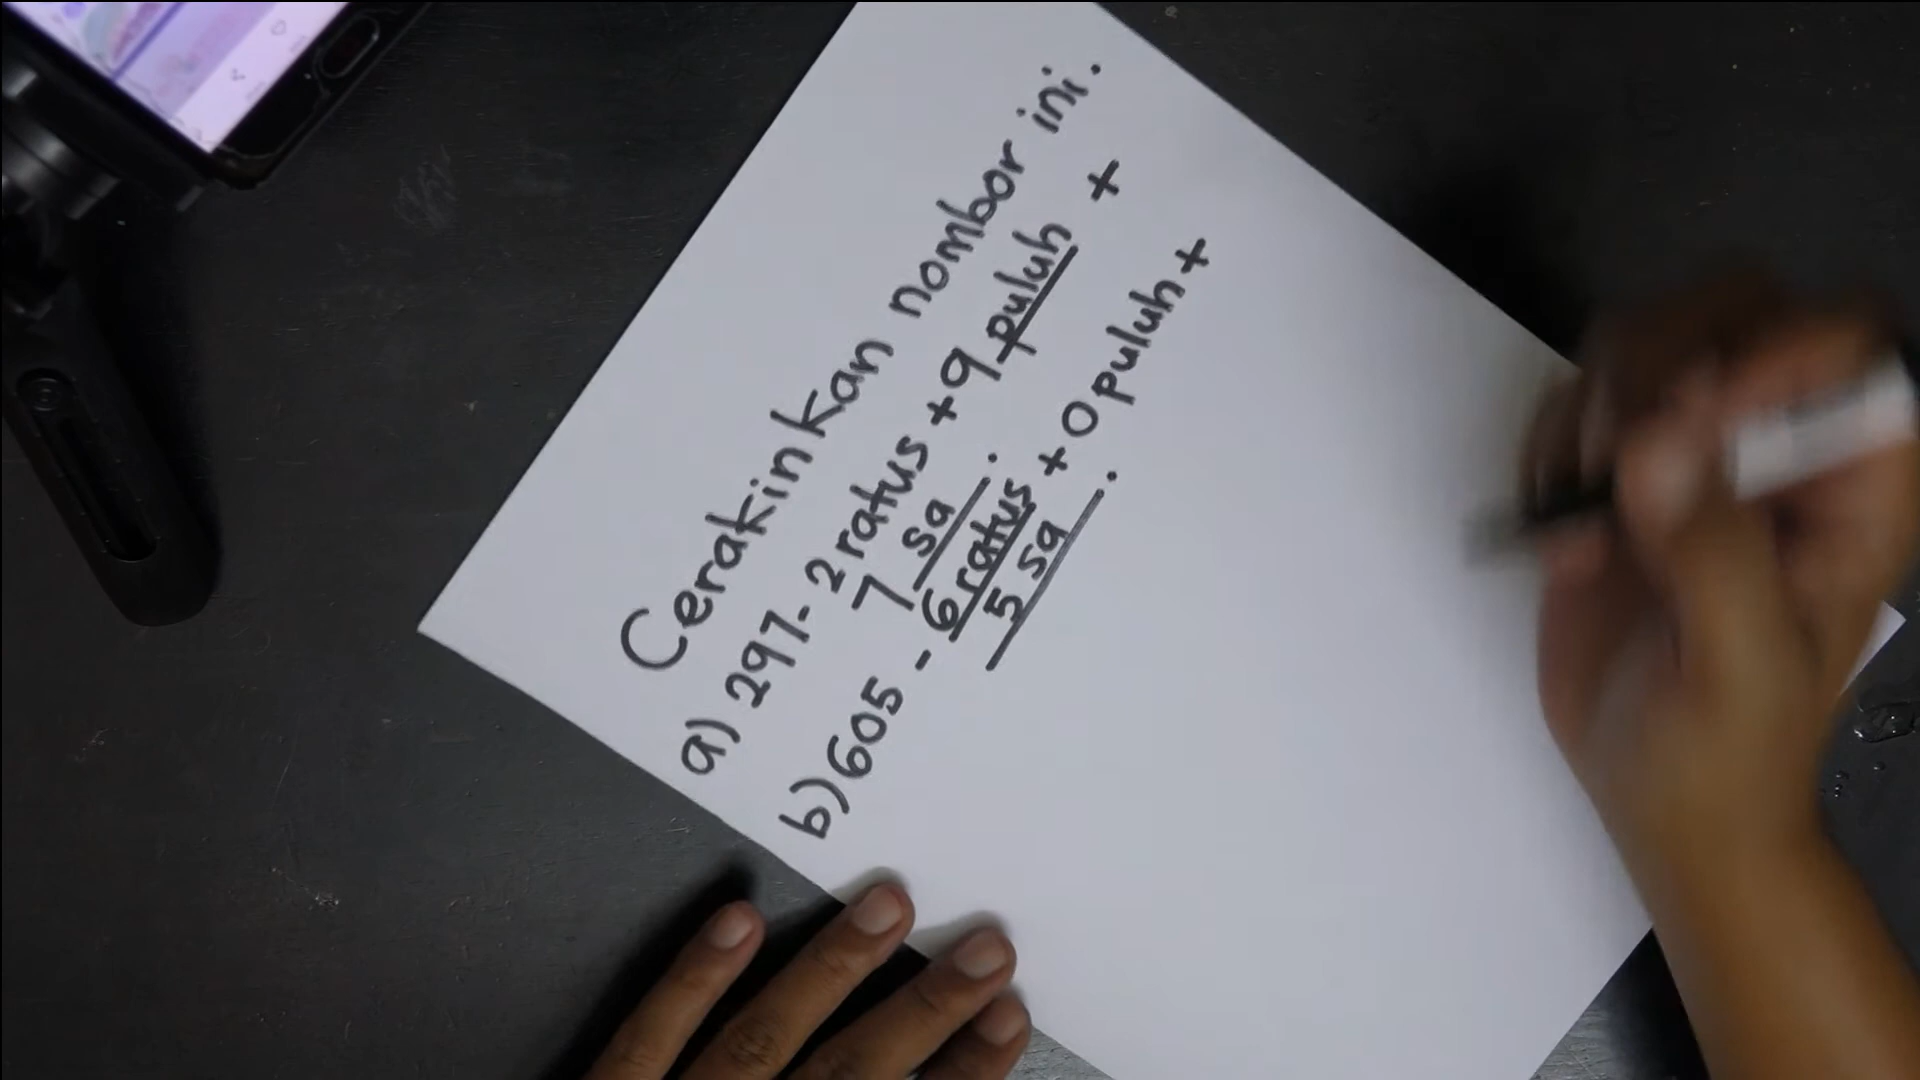 Cerakinkan nombor ini.
a) 297- 2 ratus + 9 puluh +
7 sa.
b) 605 - 6 ratus + 0 puluh +
5 sa.